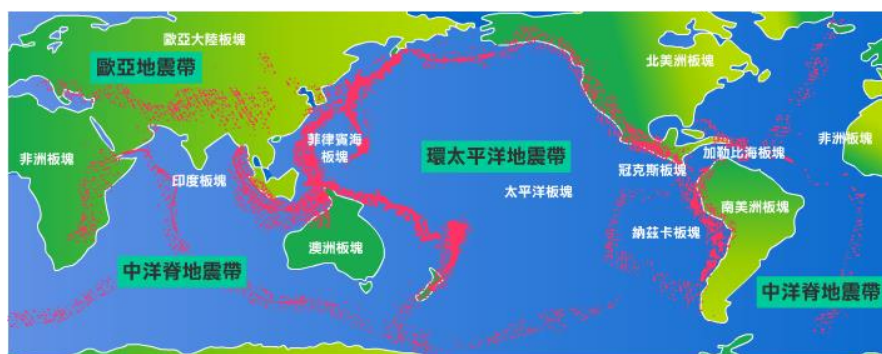 歐亞大陸板塊
歐亞地震帶
北美洲板塊
非洲板塊
印度板塊
菲律賓海
板塊
環太平洋地震帶
太平洋板塊
冠克斯板塊
加勒比海板塊
非洲板塊
南美洲板塊
納茲卡板塊
澳洲板塊
中洋脊地震帶
中洋脊地震帶